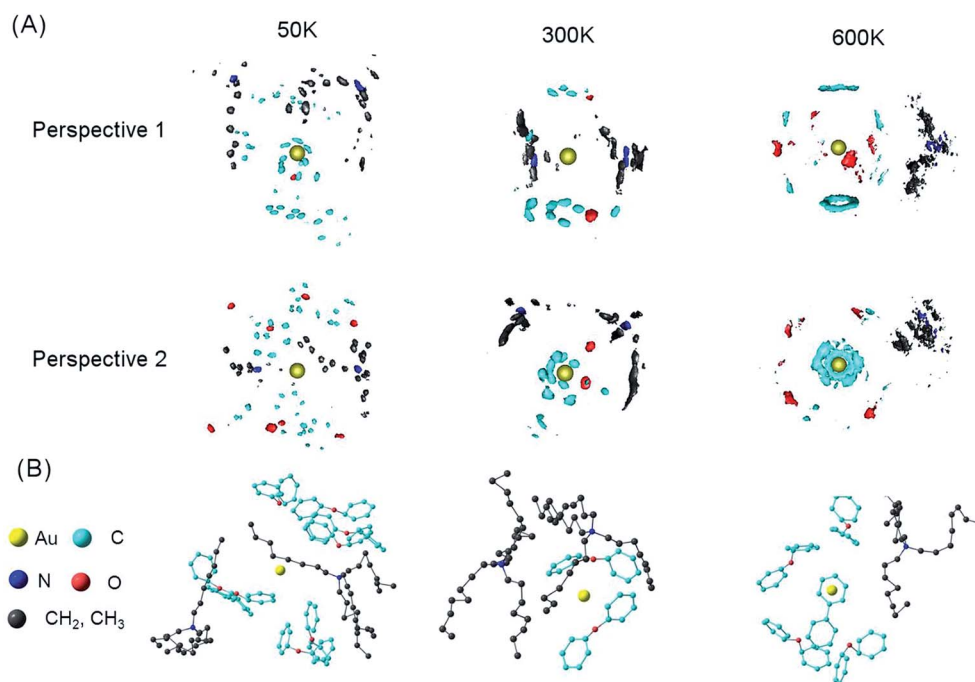 (A)
50K
300K
600K
Perspective 1
Perspective 2
(B)
Au C
N O
CH₂, CH₃